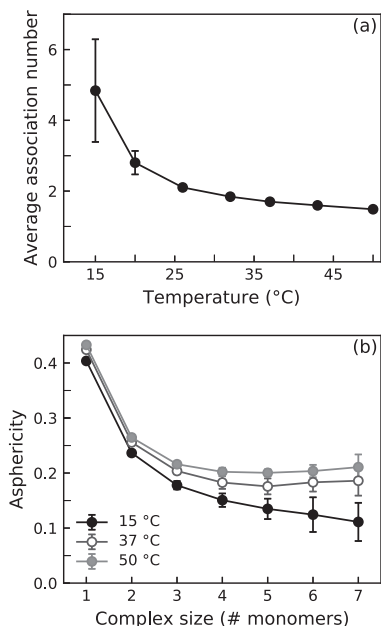 (a)
Average association number
6
4
2
0
15 25 35 45
Temperature (°C)
(b)
Asphericity
0.4
0.3
0.2
0.1
0.0
15 °C
37 °C
50 °C
1 2 3 4 5 6 7
Complex size (# monomers)